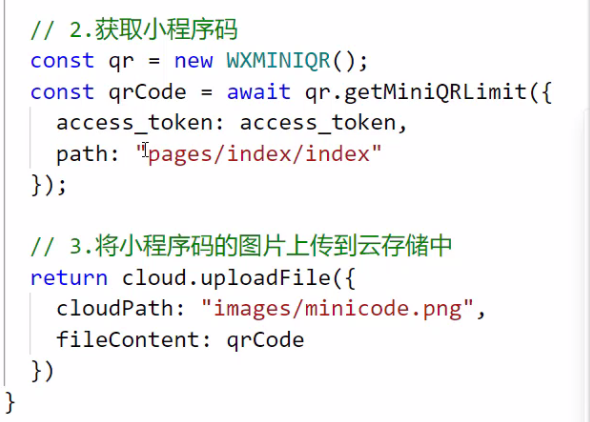 // 2.获取小程序码
const qr = new WXMINIQR();
const qrCode = await qr.getMiniQRLimit({
access_token: access_token,
path: "pages/index/index"
});
// 3.将小程序码的图片上传到云存储中
return cloud.uploadFile({
cloudPath: "images/minicode.png",
fileContent: qrCode
})
}